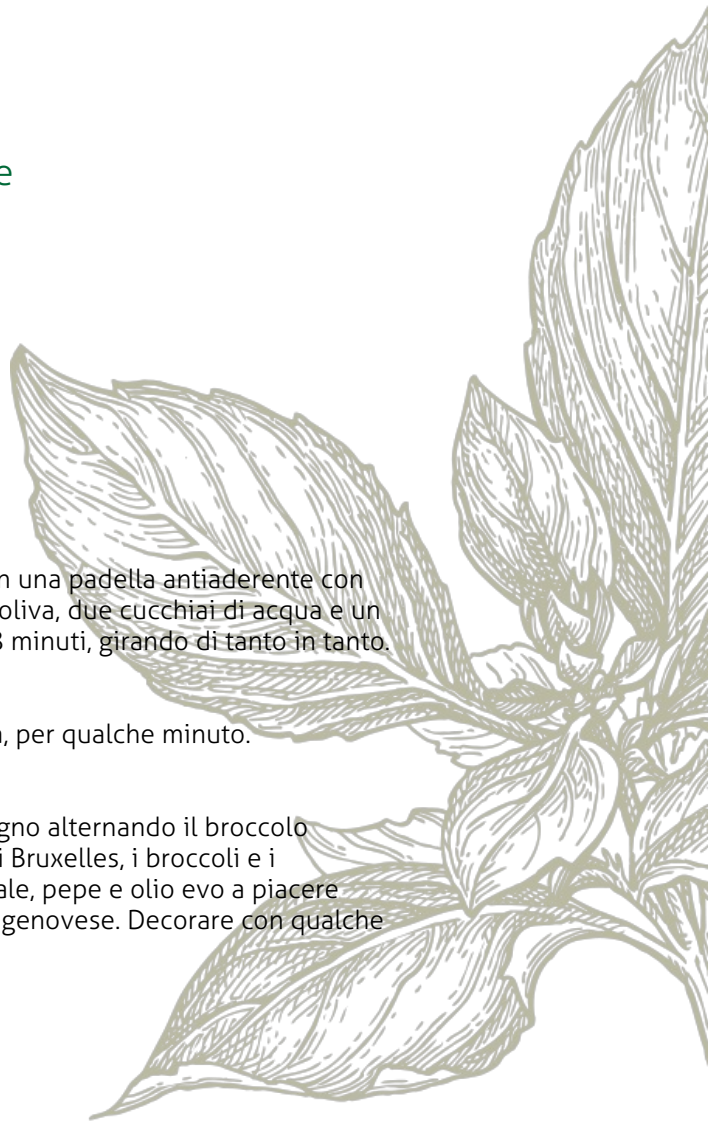 e
n una padella antiaderente con
oliva, due cucchiai di acqua e un
8 minuti, girando di tanto in tanto.
, per qualche minuto.
gno alternando il broccolo
i Bruxelles, i broccoli e i
ale, pepe e olio evo a piacere
genovese. Decorare con qualche